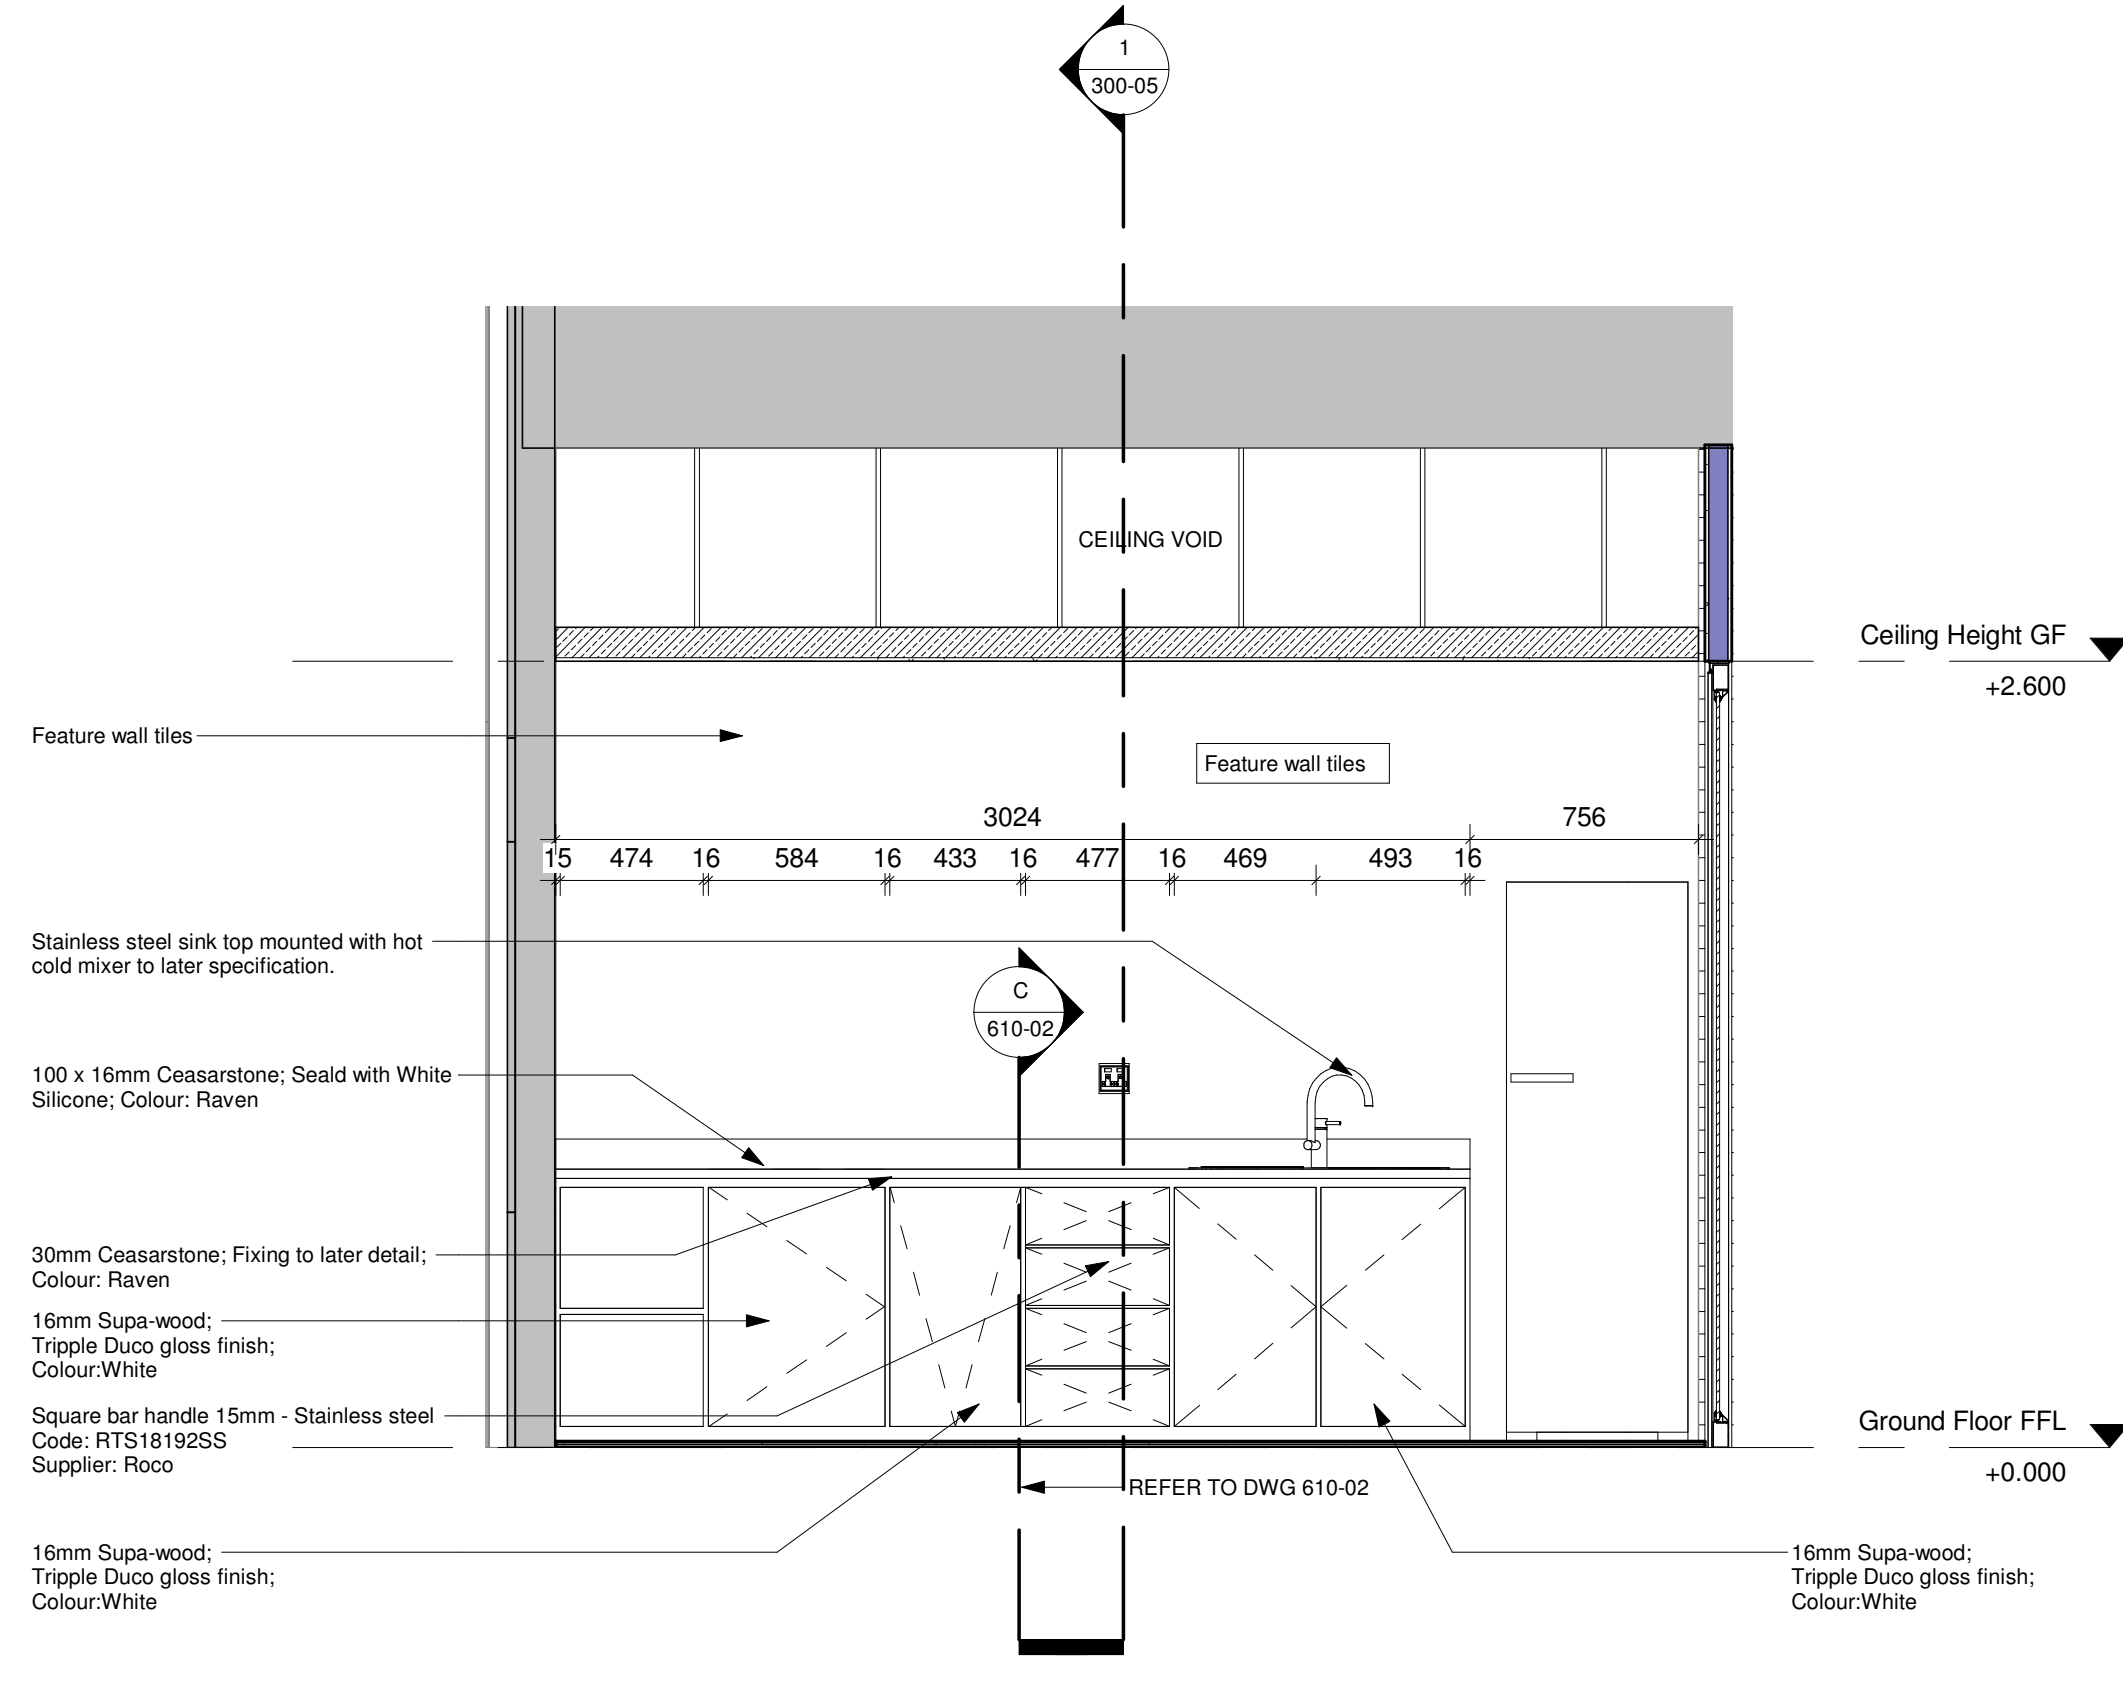 1
300-05
CEILING VOID
Ceiling Height GF
+2.600
Feature wall tiles
Feature wall tiles
3024
756
15 474 16 584 16 433 16 477 16 469 493 16
Stainless steel sink top mounted with hot
cold mixer to later specification.
C
610-02
100 x 16mm Ceasarstone; Seald with White
Silicone; Colour: Raven
30mm Ceasarstone; Fixing to later detail;
Colour: Raven
16mm Supa-wood;
Tripple Duco gloss finish;
Colour:White
Square bar handle 15mm - Stainless steel
Code: RTS18192SS
Supplier: Roco
Ground Floor FFL
+0.000
REFER TO DWG 610-02
16mm Supa-wood;
Tripple Duco gloss finish;
Colour:White
16mm Supa-wood;
Tripple Duco gloss finish;
Colour:White